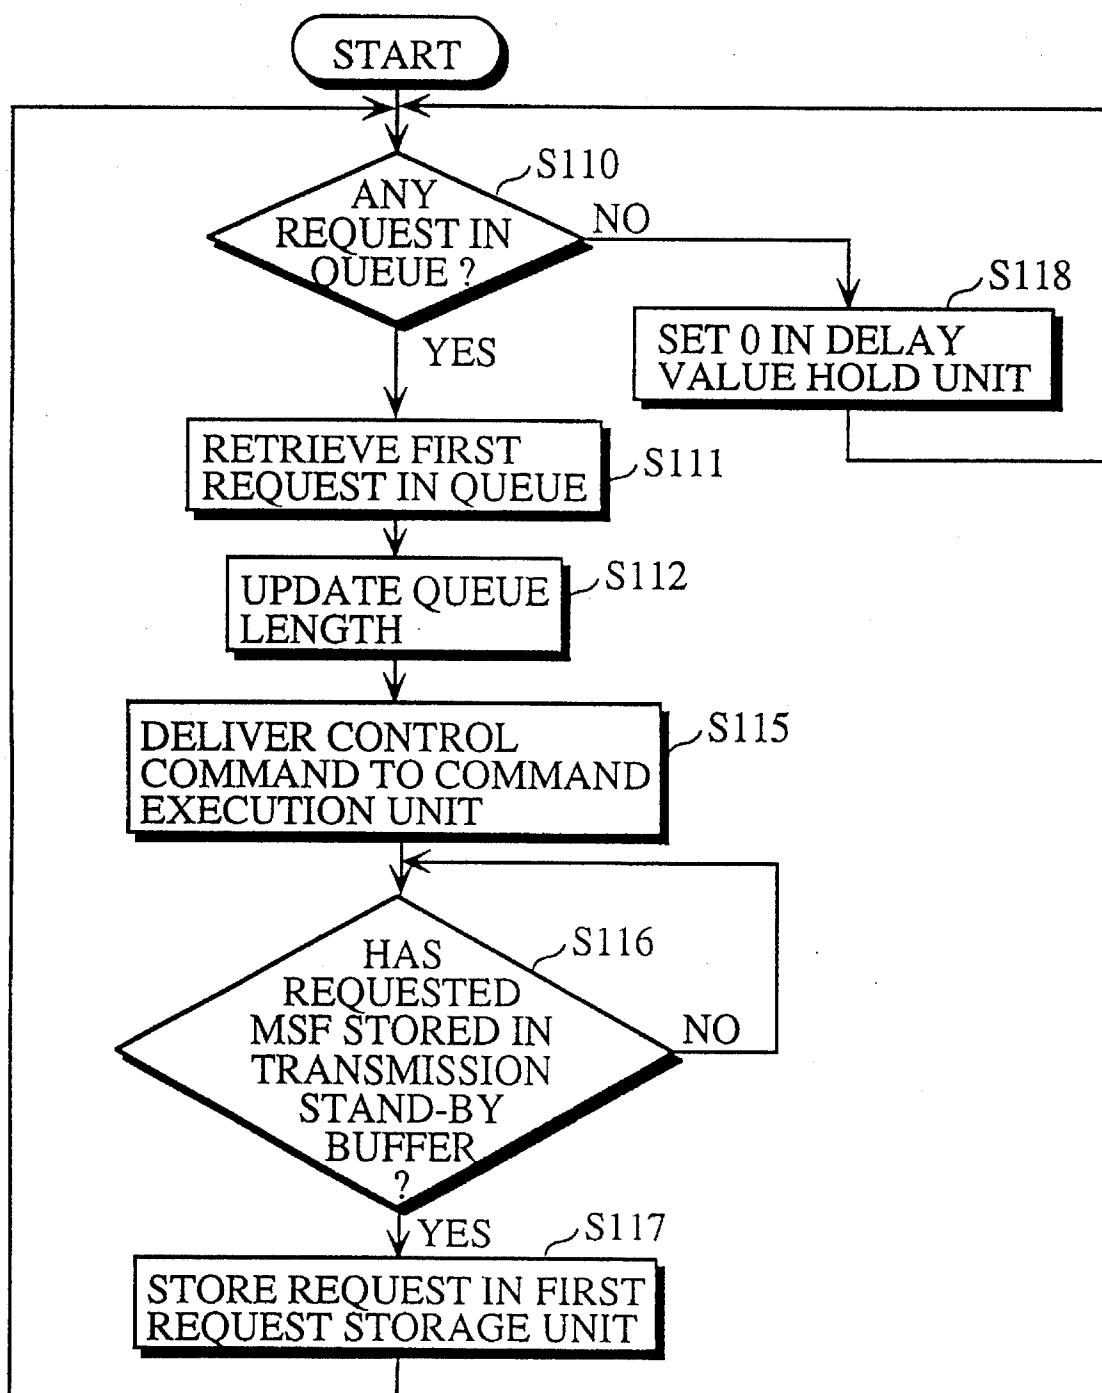 START
S110
ANY
REQUEST IN
QUEUE ?
NO
S118
SET 0 IN DELAY
VALUE HOLD UNIT
YES
RETRIEVE FIRST
REQUEST IN QUEUE
S111
UPDATE QUEUE
LENGTH
S112
DELIVER CONTROL
COMMAND TO COMMAND
EXECUTION UNIT
S115
S116
HAS
REQUESTED
MSF STORED IN
TRANSMISSION
STAND-BY
BUFFER
?
NO
YES
S117
STORE REQUEST IN FIRST
REQUEST STORAGE UNIT